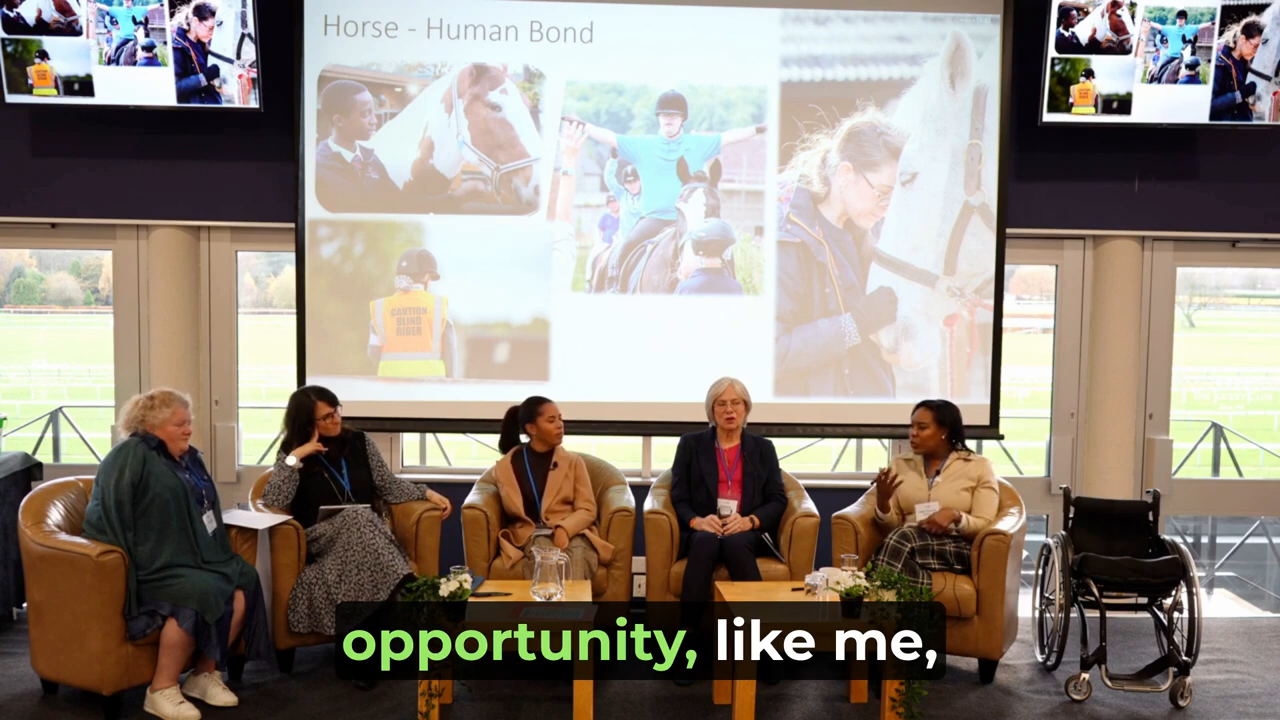 Horse - Human Bond
CAUTION
BLIND
RIDER
opportunity, like me,